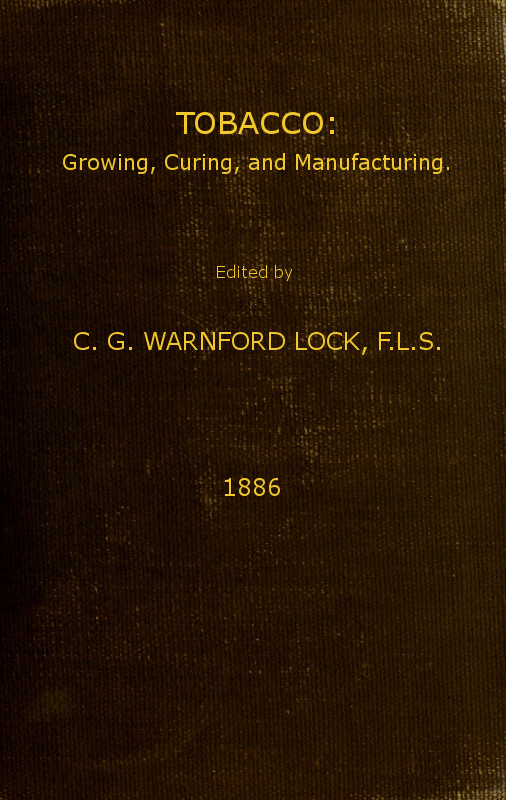 TOBACCO:
Growing, Curing, and Manufacturing.
Edited by
C. G. WARNFORD LOCK, F.L.S.
1886